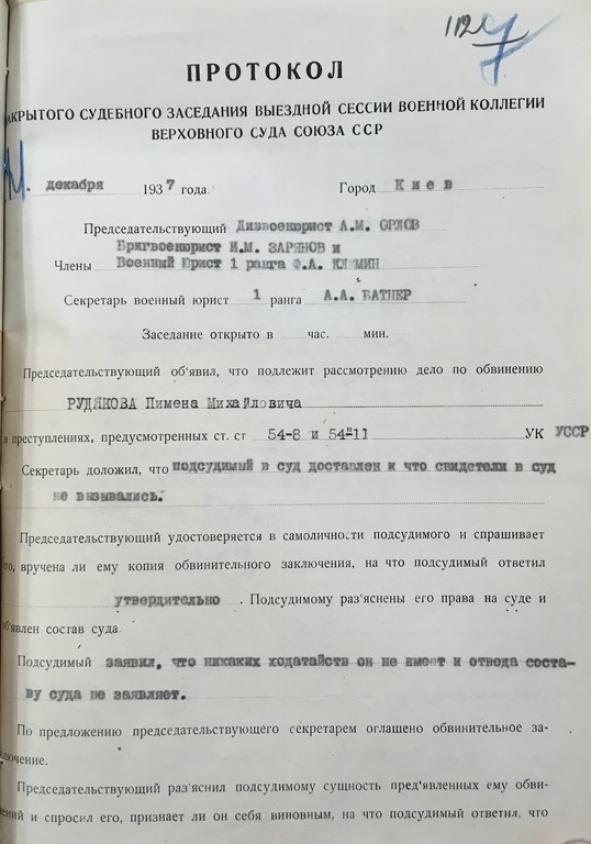 112
7
ПРОТОКОЛ
АКРЫТОГО СУДЕБНОГО ЗАСЕДАНИЯ ВЫЕЗДНОЙ СЕССИИ ВОЕННОЙ КОЛЛЕГИИ
ВЕРХОВНОГО СУДА СОЮЗА ССР
декабря 1937 года. Город Киев
Председательствующий Диввоенюрист А.М. ОРЛОВ
Бригвоенюрист И.М. ЗАРЯНОВ и
Члены Военный Юрист 1 ранга Ф.А. КЛИМИН
Секретарь военный юрист 1 ранга А.А. БАТНЕР
Заседание открыто в час. мин.
Председательствующий об'явил, что подлежит рассмотрению дело по обвинению
РУДЯКОВА Пимена Михайловича
в преступлениях, предусмотренных ст. ст 54-8 и 54-11 УК УССР
Секретарь доложил, что подсудимый в суд доставлен и что свидетели в суд
не вызывались.
Председательствующий удостоверяется в самоличности подсудимого и спрашивает
его, вручена ли ему копия обвинительного заключения, на что подсудимый ответил
утвердительно. Подсудимому раз'яснены его права на суде и
об'явлен состав суда.
Подсудимый заявил, что никаких ходатайств он не имеет и отвода соста-
ву суда не заявляет.
По предложению председательствующего секретарем оглашено обвинительное за-
ключение.
Председательствующий раз'яснил подсудимому сущность пред'явленных ему обви-
нений и спросил его, признает ли он себя виновным, на что подсудимый ответил, что